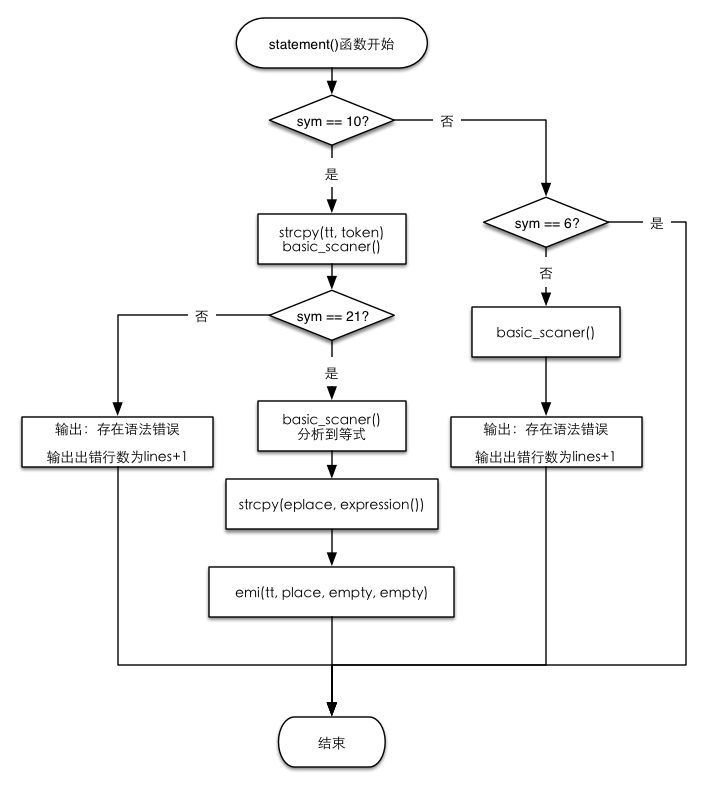 statement()函数开始
sym == 10?
否
是
sym == 6?
是
strcpy(tt, token)
basic_scaner()
否
sym == 21?
否
basic_scaner()
是
basic_scaner()
分析到等式
输出：存在语法错误
输出出错行数为lines+1
输出：存在语法错误
输出出错行数为lines+1
strcpy(eplace, expression())
emi(tt, place, empty, empty)
结束